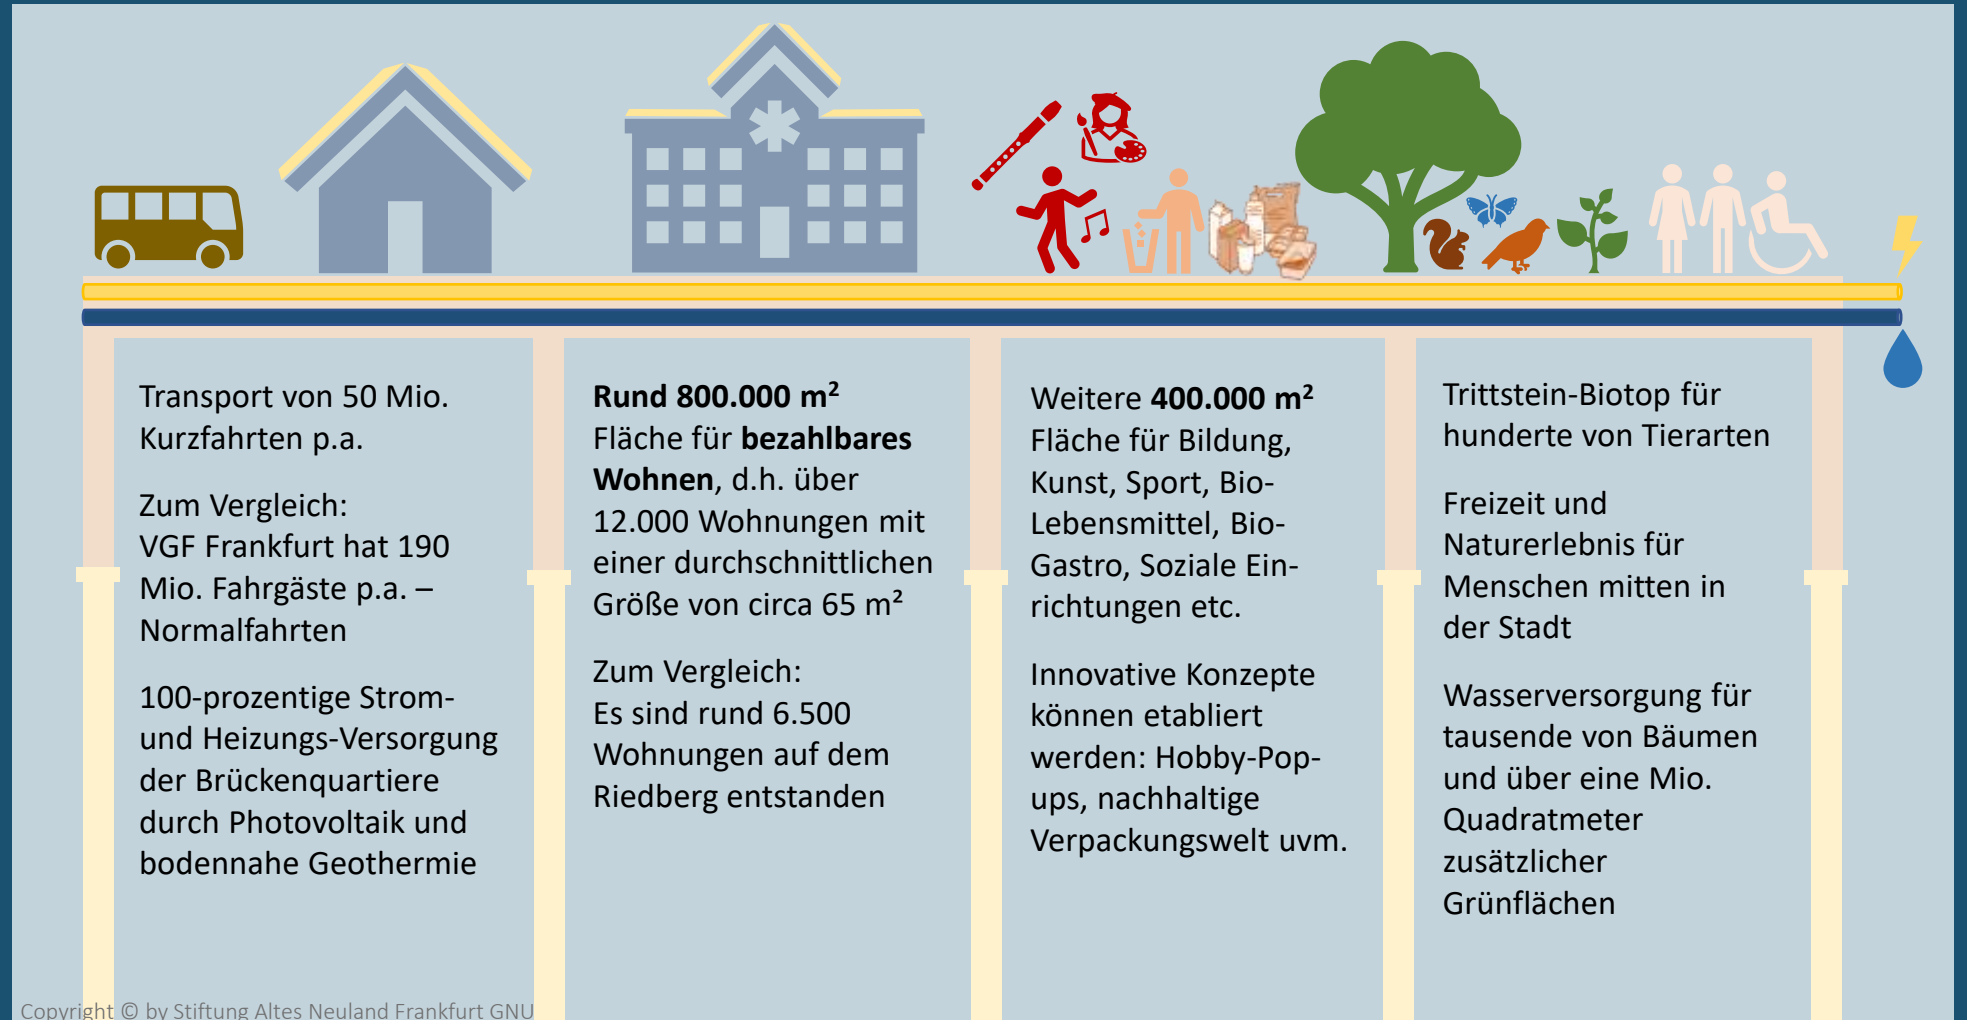 Transport von 50 Mio.
Kurzfahrten p.a.
Zum Vergleich:
VGF Frankfurt hat 190
Mio. Fahrgäste p.a. –
Normalfahrten
100-prozentige Strom-
und Heizungs-Versorgung
der Brückenquartiere
durch Photovoltaik und
bodennahe Geothermie
Rund 800.000 m²
Fläche für bezahlbares
Wohnen, d.h. über
12.000 Wohnungen mit
einer durchschnittlichen
Größe von circa 65 m²
Zum Vergleich:
Es sind rund 6.500
Wohnungen auf dem
Riedberg entstanden
Weitere 400.000 m²
Fläche für Bildung,
Kunst, Sport, Bio-
Lebensmittel, Bio-
Gastro, Soziale Ein-
richtungen etc.
Innovative Konzepte
können etabliert
werden: Hobby-Pop-
ups, nachhaltige
Verpackungswelt uvm.
Trittstein-Biotop für
hunderte von Tierarten
Freizeit und
Naturerlebnis für
Menschen mitten in
der Stadt
Wasserversorgung für
tausende von Bäumen
und über eine Mio.
Quadratmeter
zusätzlicher
Grünflächen
Copyright © by Stiftung Altes Neuland Frankfurt GNU